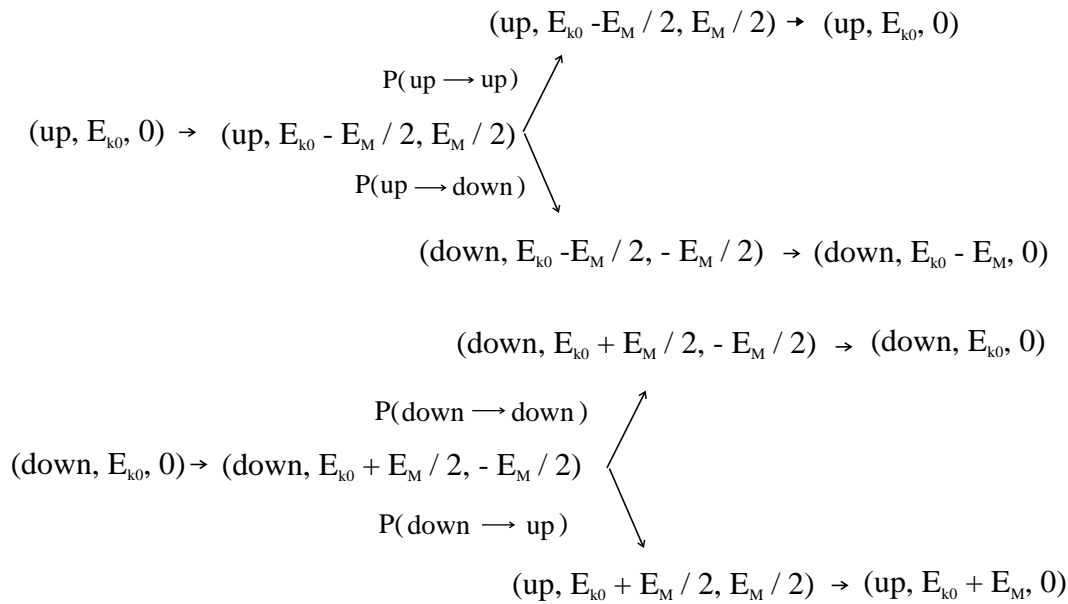 (up, E_k0 - E_M / 2, E_M / 2) → (up, E_k0, 0)
P(up → up)
(up, E_k0, 0) → (up, E_k0 - E_M / 2, E_M / 2)
P(up → down)
(down, E_k0 - E_M / 2, - E_M / 2) → (down, E_k0 - E_M, 0)
(down, E_k0 + E_M / 2, - E_M / 2) → (down, E_k0, 0)
P(down → down)
(down, E_k0, 0) → (down, E_k0 + E_M / 2, - E_M / 2)
P(down → up)
(up, E_k0 + E_M / 2, E_M / 2) → (up, E_k0 + E_M, 0)